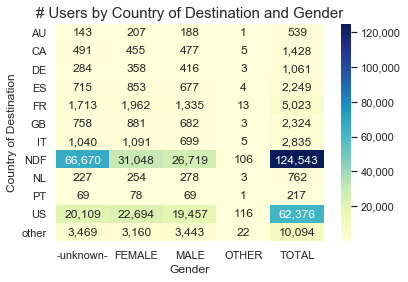 # Users by Country of Destination and Gender
AU 143 207 188 1 539
CA 491 455 477 5 1,428
DE 284 358 416 3 1,061
ES 715 853 677 4 2,249
FR 1,713 1,962 1,335 13 5,023
GB 758 881 682 3 2,324
IT 1,040 1,091 699 5 2,835
NDF 66,670 31,048 26,719 106 124,543
NL 227 254 278 3 762
PT 69 78 69 1 217
US 20,109 22,694 19,457 116 62,376
other 3,469 3,160 3,443 22 10,094
-unknown- FEMALE MALE OTHER TOTAL
Gender
Country of Destination
120,000
100,000
80,000
60,000
40,000
20,000